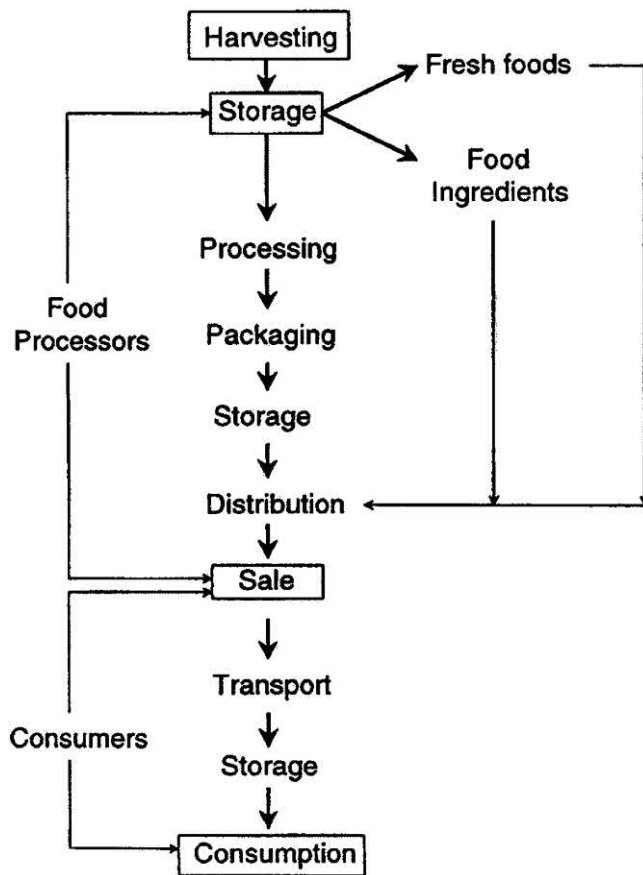 Harvesting
Fresh foods
Storage
Food
Ingredients
Processing
Food
Processors
Packaging
Storage
Distribution
Sale
Transport
Consumers
Storage
Consumption